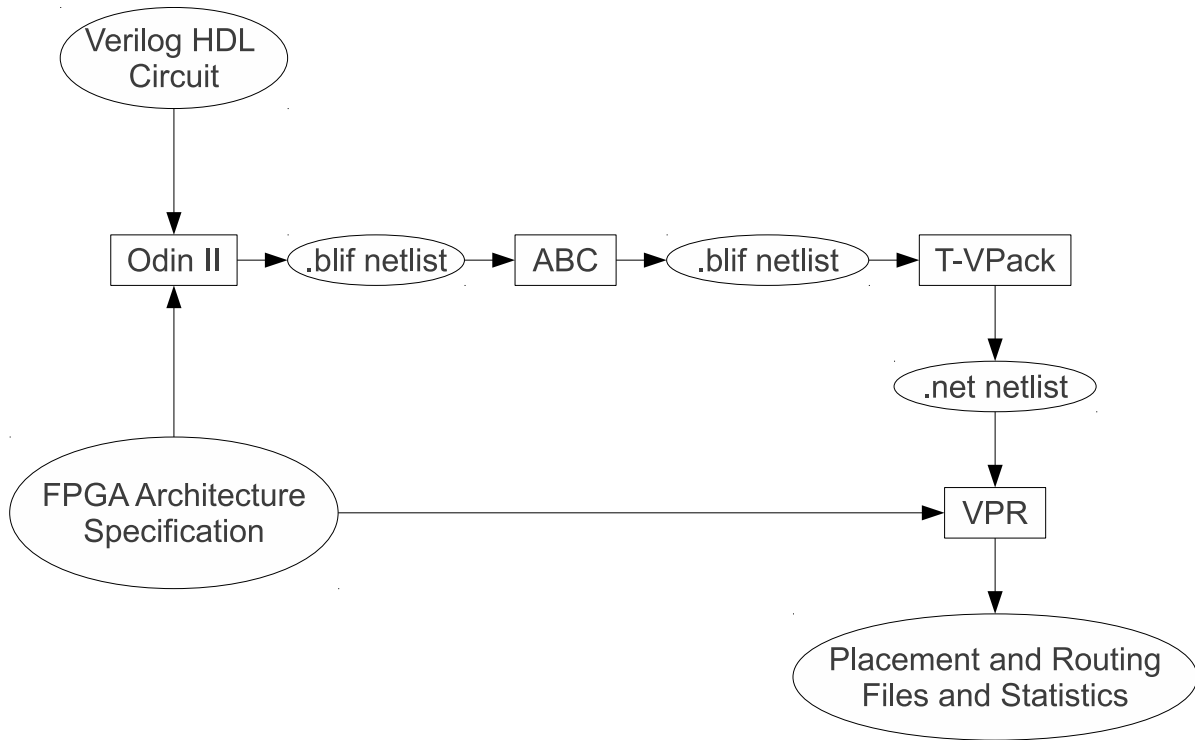 Verilog HDL
Circuit
Odin II
.blif netlist
ABC
.blif netlist
T-VPack
.net netlist
FPGA Architecture
Specification
VPR
Placement and Routing
Files and Statistics